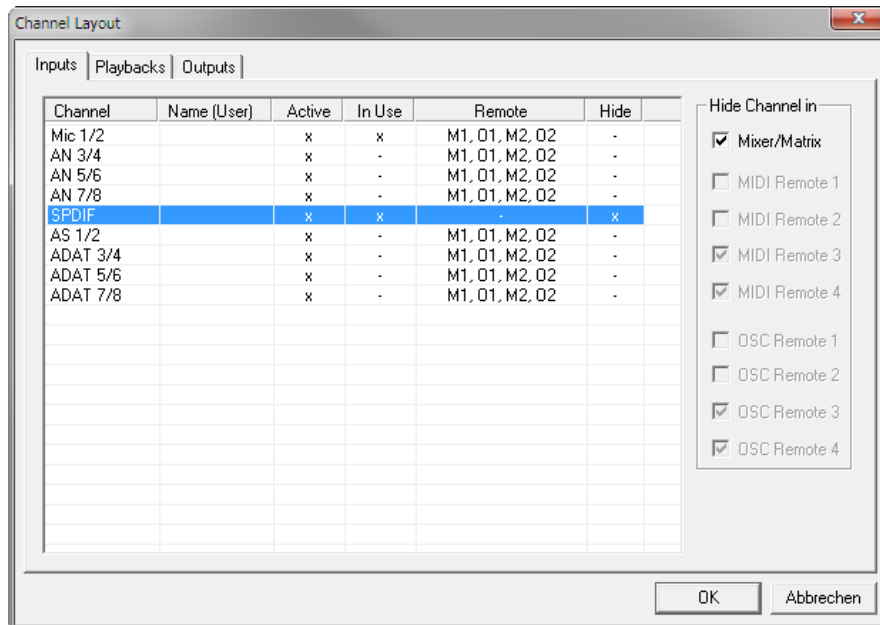 Channel Layout
Inputs Playbacks Outputs
Channel Name (User) Active In Use Remote Hide
Mic 1/2 x x M1, O1, M2, O2 -
AN 3/4 x - M1, O1, M2, O2 -
AN 5/6 x - M1, O1, M2, O2 -
AN 7/8 x - M1, O1, M2, O2 -
SPDIF x x - x
AS 1/2 x - M1, O1, M2, O2 -
ADAT 3/4 x - M1, O1, M2, O2 -
ADAT 5/6 x - M1, O1, M2, O2 -
ADAT 7/8 x - M1, O1, M2, O2 -
Hide Channel in
Mixer/Matrix
MIDI Remote 1
MIDI Remote 2
MIDI Remote 3
MIDI Remote 4
OSC Remote 1
OSC Remote 2
OSC Remote 3
OSC Remote 4
OK Abbrechen